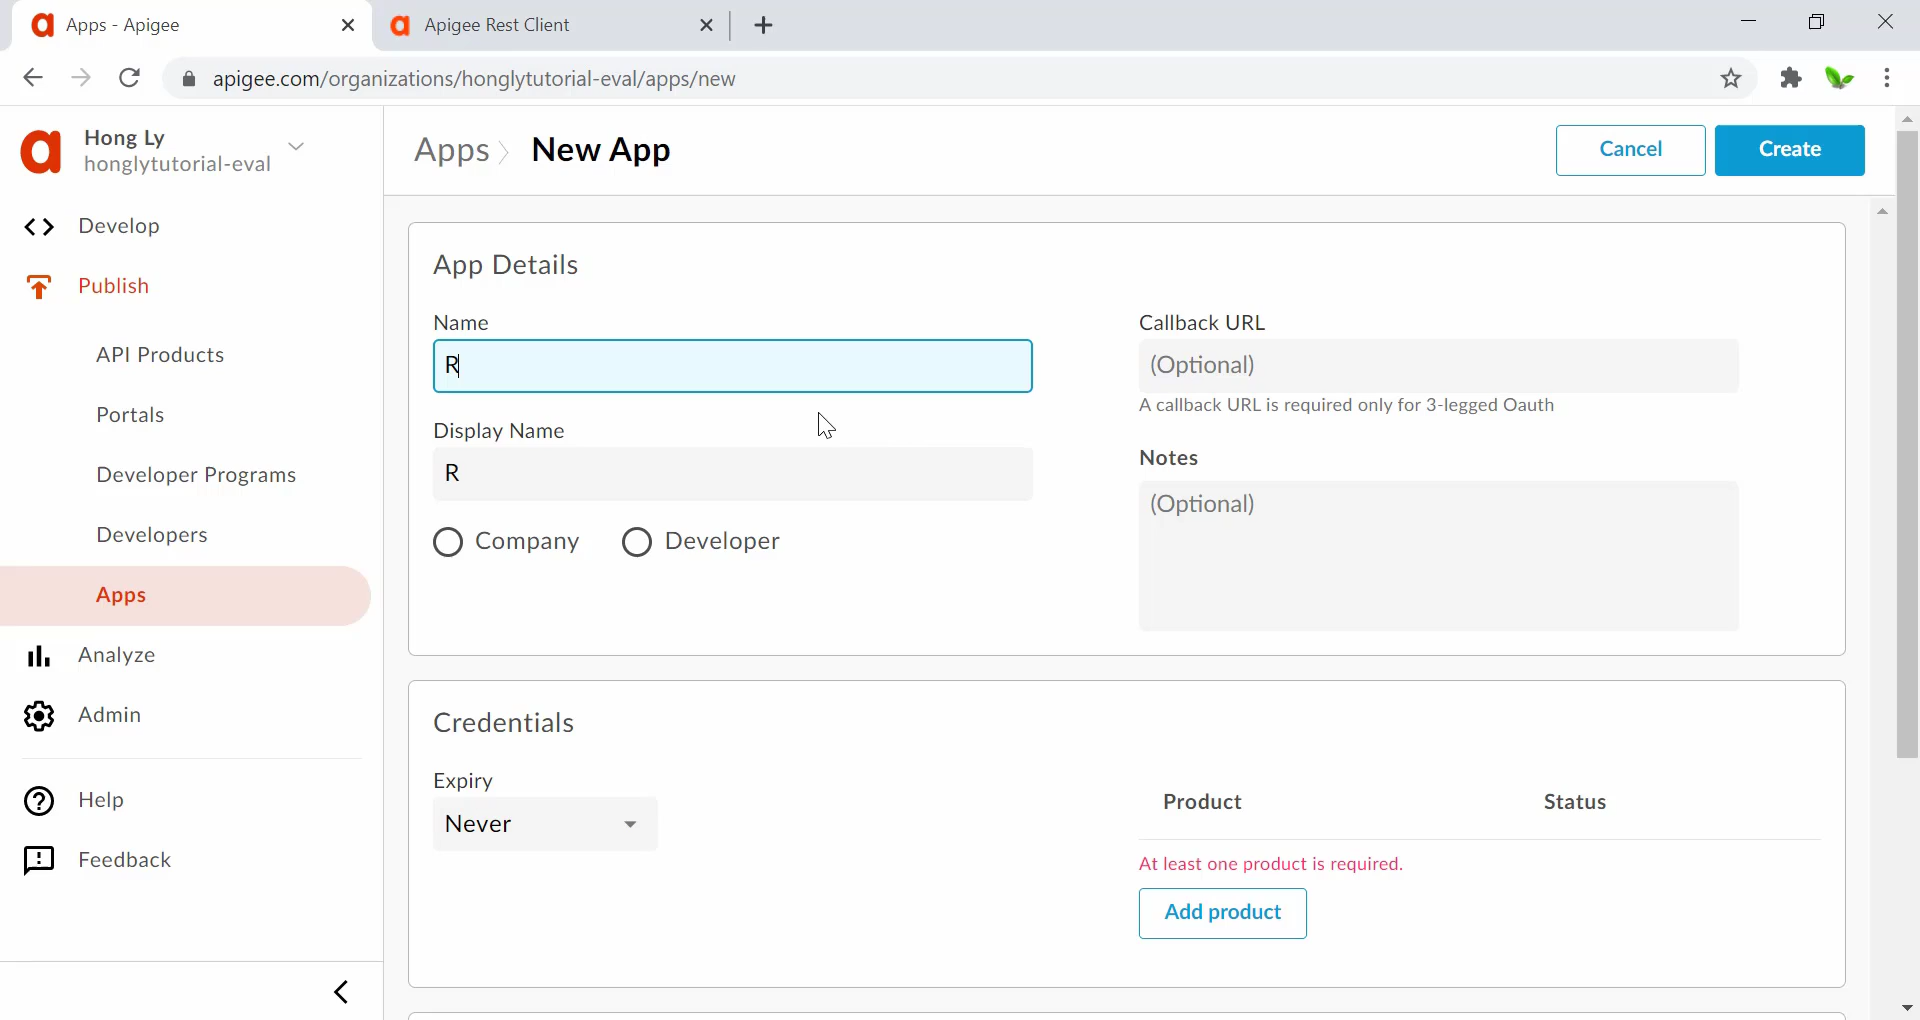 Apps - Apigee
Apigee Rest Client
apigee.com/organizations/honglytutorial-eval/apps/new
Hong Ly
honglytutorial-eval
Develop
Publish
API Products
Portals
Developer Programs
Developers
Apps
Analyze
Admin
Help
Feedback
Apps
New App
Cancel
Create
App Details
Name
R
Display Name
R
Company
Developer
Callback URL
(Optional)
A callback URL is required only for 3-legged Oauth
Notes
(Optional)
Credentials
Expiry
Never
Product
Status
At least one product is required.
Add product